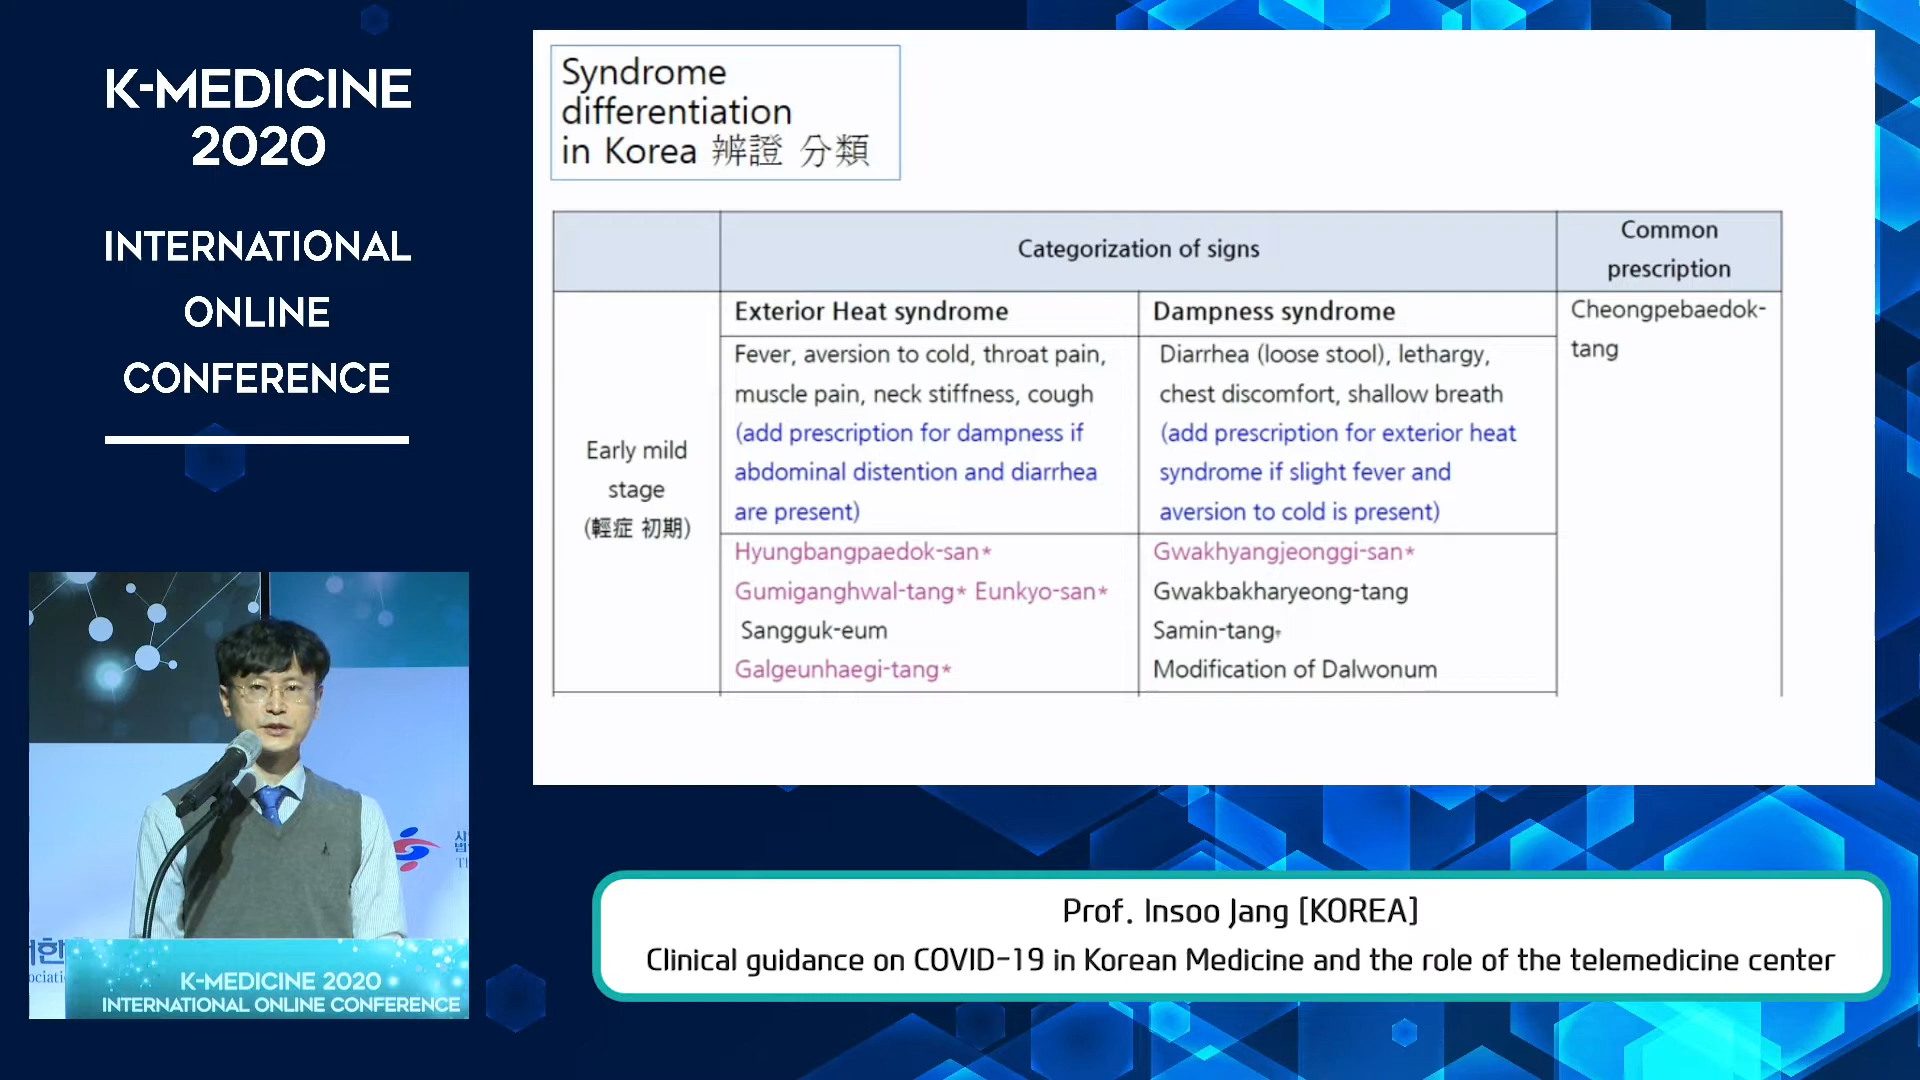 K-MEDICINE
2020
INTERNATIONAL
ONLINE
CONFERENCE
Syndrome
differentiation
in Korea 辨證 分類
Categorization of signs
Common
prescription
Early mild
stage
(輕症 初期)
Exterior Heat syndrome
Fever, aversion to cold, throat pain,
muscle pain, neck stiffness, cough
(add prescription for dampness if
abdominal distention and diarrhea
are present)
Hyungbangpaedok-san*
Gumiganghwal-tang* Eunkyo-san*
Sangguk-eum
Galgeunhaegi-tang*
Dampness syndrome
Diarrhea (loose stool), lethargy,
chest discomfort, shallow breath
(add prescription for exterior heat
syndrome if slight fever and
aversion to cold is present)
Gwakhyangjeonggi-san*
Gwakbakharyeong-tang
Samin-tang
Modification of Dalwonum
Cheongpebaedok-
tang
K-MEDICINE 2020
INTERNATIONAL ONLINE CONFERENCE
Prof. Insoo Jang [KOREA]
Clinical guidance on COVID-19 in Korean Medicine and the role of the telemedicine center